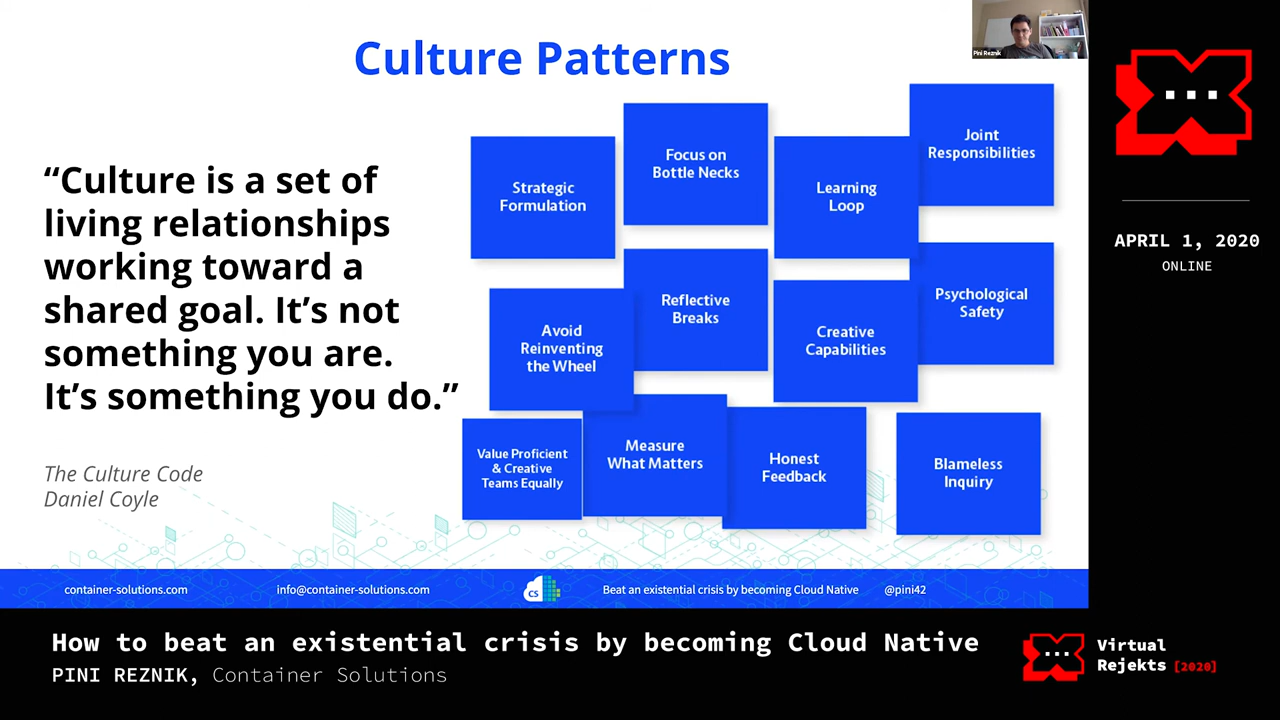 Culture Patterns
Pini Reznik
“Culture is a set of
living relationships
working toward a
shared goal. It’s not
something you are.
It’s something you do.”
The Culture Code
Daniel Coyle
Strategic
Formulation
Focus on
Bottle Necks
Learning
Loop
Joint
Responsibilities
Avoid
Reinventing
the Wheel
Reflective
Breaks
Creative
Capabilities
Psychological
Safety
Value Proficient
& Creative
Teams Equally
Measure
What Matters
Honest
Feedback
Blameless
Inquiry
container-solutions.com
info@container-solutions.com
CS
Beat an existential crisis by becoming Cloud Native
@pini42
APRIL 1, 2020
ONLINE
How to beat an existential crisis by becoming Cloud Native
PINI REZNIK, Container Solutions
Virtual
Rejekts [2020]